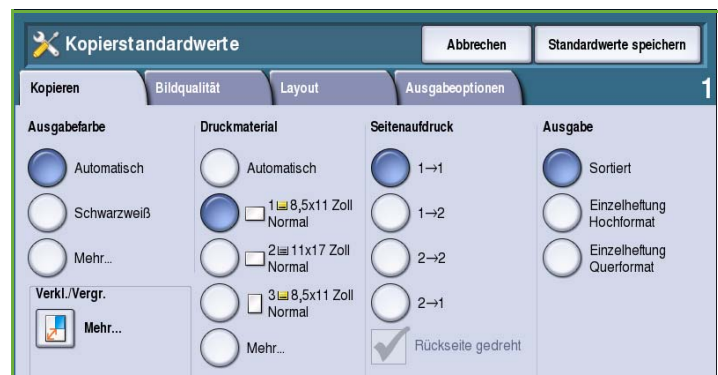 Kopierstandardwerte
Abbrechen
Standardwerte speichern
Kopieren
Bildqualität
Layout
Ausgabeoptionen
1
Ausgabefarbe
Automatisch
Schwarzweiß
Mehr...
Verkl./Vergr.
Mehr...
Druckmaterial
Automatisch
1 8,5x11 Zoll
Normal
2 11x17 Zoll
Normal
3 8,5x11 Zoll
Normal
Mehr...
Seitenaufdruck
1→1
1→2
2→2
2→1
Rückseite gedreht
Ausgabe
Sortiert
Einzelheftung
Hochformat
Einzelheftung
Querformat